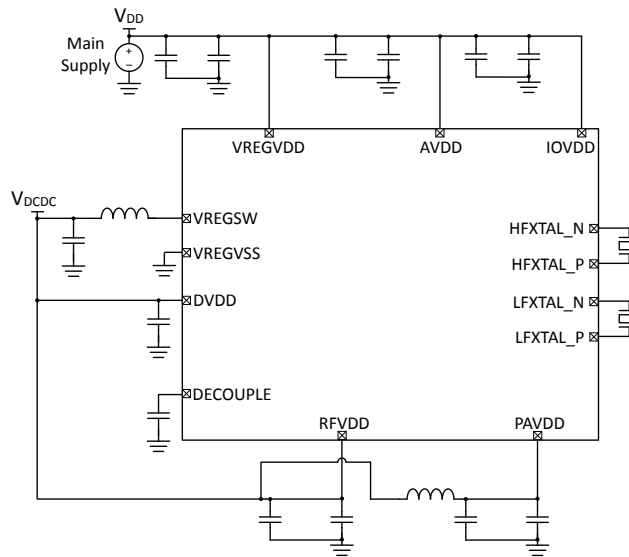 VDD
Main
Supply
+
−
VREGVDD
AVDD
IOVDD
VDCDC
VREGSW
HFXTAL_N
VREGVSS
HFXTAL_P
DVDD
LFXTAL_N
LFXTAL_P
DECOUPLE
RFVDD
PAVDD